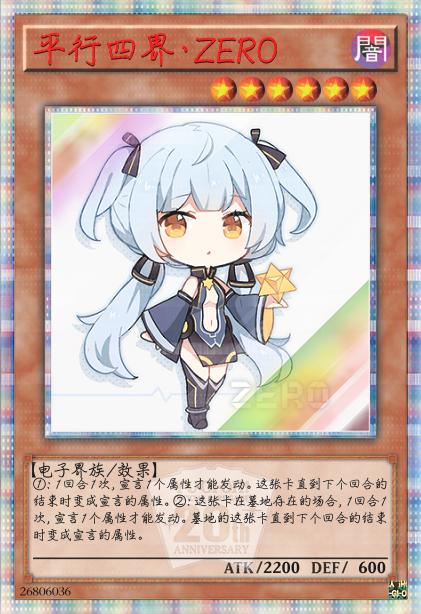 平行四界·ZERO
闇
ZERO
【电子界族/效果】
①：1回合1次，宣言1个属性才能发动。这张卡直到下个回合的
结束时变成宣言的属性。②：这张卡在墓地存在的场合，1回合1
次，宣言1个属性才能发动。墓地的这张卡直到下个回合的结束
时变成宣言的属性。
20th
ANNIVERSARY
ATK/2200 DEF/ 600
26806036